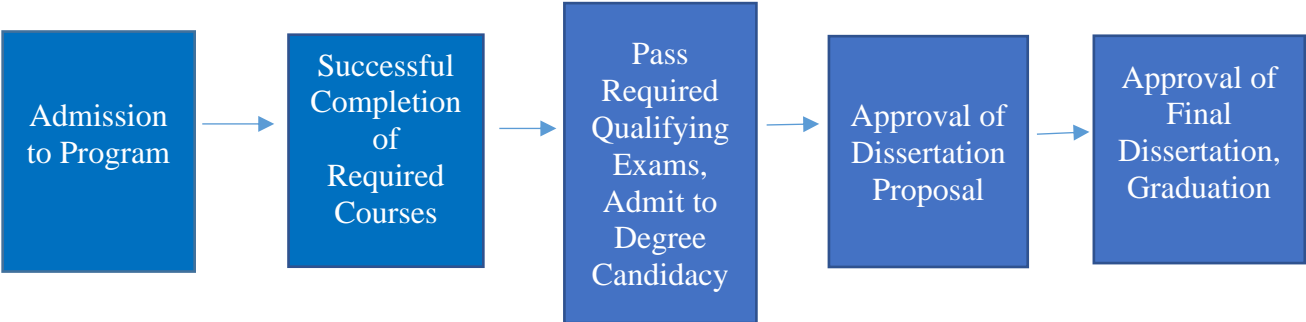 Admission
to Program
Successful
Completion
of
Required
Courses
Pass
Required
Qualifying
Exams,
Admit to
Degree
Candidacy
Approval of
Dissertation
Proposal
Approval of
Final
Dissertation,
Graduation